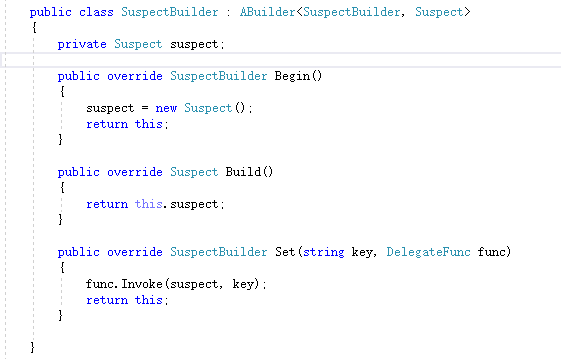 public class SuspectBuilder : ABuilder<SuspectBuilder, Suspect>
{
private Suspect suspect;
public override SuspectBuilder Begin()
{
suspect = new Suspect();
return this;
}
public override Suspect Build()
{
return this.suspect;
}
public override SuspectBuilder Set(string key, DelegateFunc func)
{
func.Invoke(suspect, key);
return this;
}
}